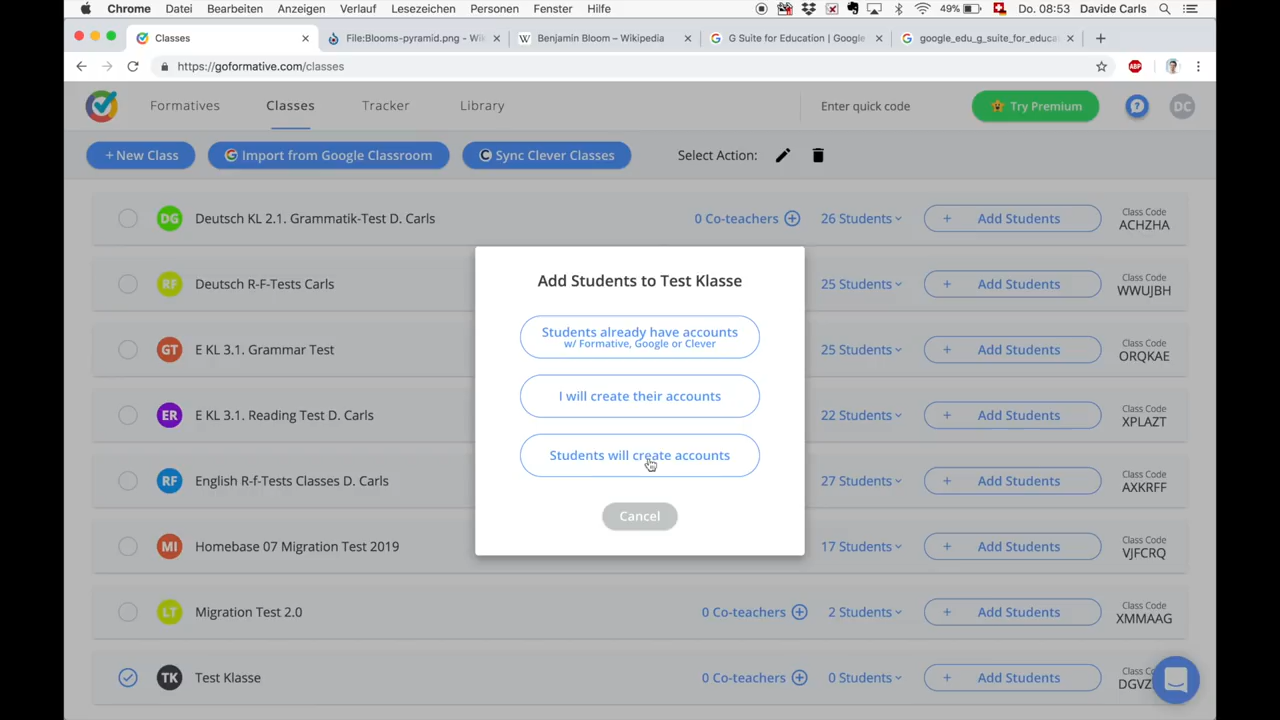 Chrome Datei Bearbeiten Anzeigen Verlauf Lesezeichen Personen Fenster Hilfe 49% Do. 08:53 Davide Carls
Classes File:Blooms-pyramid.png - Wiki Benjamin Bloom – Wikipedia G Suite for Education | Google google_edu_g_suite_for_educa
https://goformative.com/classes ABP
Formatives Classes Tracker Library Enter quick code Try Premium DC
+ New Class Import from Google Classroom Sync Clever Classes Select Action:
DG Deutsch KL 2.1. Grammatik-Test D. Carls 0 Co-teachers 26 Students + Add Students Class Code
ACHZHA
RF Deutsch R-F-Tests Carls 25 Students + Add Students Class Code
WWUJBH
GT E KL 3.1. Grammar Test 25 Students + Add Students Class Code
ORQKAE
ER E KL 3.1. Reading Test D. Carls 22 Students + Add Students Class Code
XPLAZT
RF English R-f-Tests Classes D. Carls 27 Students + Add Students Class Code
AXKRFF
MI Homebase 07 Migration Test 2019 17 Students + Add Students Class Code
VJFCRQ
LT Migration Test 2.0 0 Co-teachers 2 Students + Add Students Class Code
XMMAAG
TK Test Klasse 0 Co-teachers 0 Students + Add Students Class Code
Add Students to Test Klasse
Students already have accounts
w/ Formative, Google or Clever
I will create their accounts
Students will create accounts
Cancel